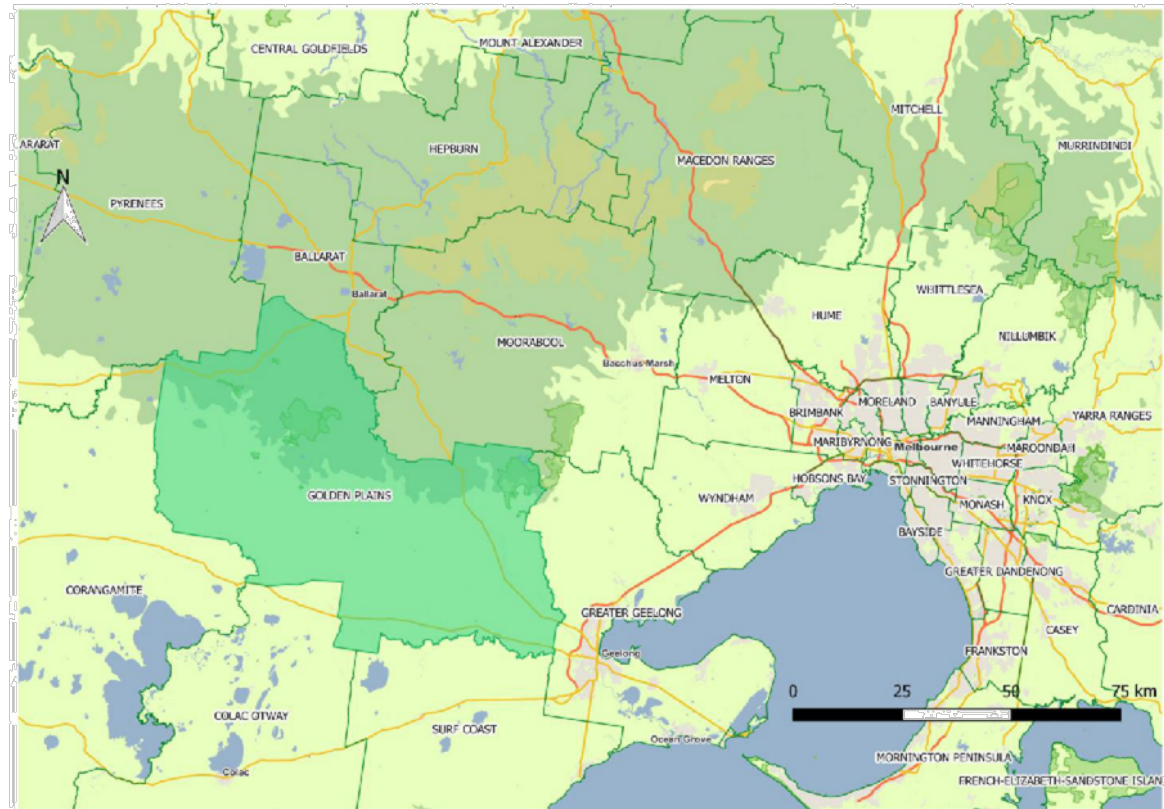 CENTRAL GOLDFIELDS
MOUNT ALEXANDER
MITCHELL
ARARAT
HEPBURN
MACEDON RANGES
MURRINDINDI
N
PYRENEES
BALLARAT
Ballarat
WHITTLESEA
HUME
NILLUMBIK
MOORABOOL
Bacchus Marsh
MELTON
MORELAND
BANYULE
BRIMBANK
MANNINGHAM
YARRA RANGES
MARIBYRNONG
Melbourne
MAROONDAH
WHITEHORSE
HOBSONS BAY
STONNINGTON
GOLDEN PLAINS
WYNDHAM
MONASH
KNOX
BAYSIDE
GREATER DANDENONG
CORANGAMITE
GREATER GEELONG
CARDINIA
CASEY
Geelong
FRANKSTON
0 25 50 75 km
COLAC OTWAY
SURF COAST
Ocean Grove
MORNINGTON PENINSULA
Colac
FRENCH-ELIZABETH-SANDSTONE ISLAN